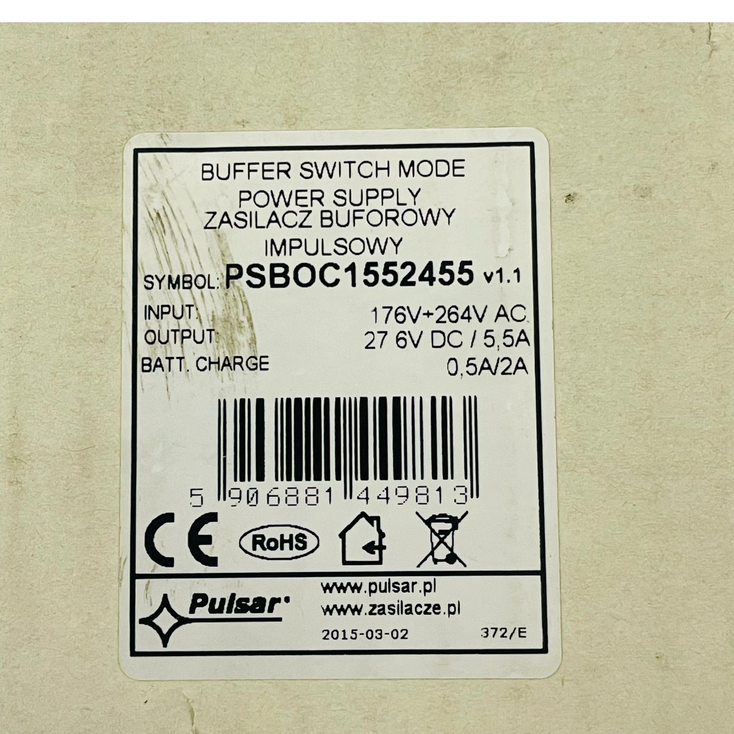 BUFFER SWITCH MODE
POWER SUPPLY
ZASILACZ BUFOROWY
IMPULSOWY
SYMBOL: PSBOC1552455 v1.1
INPUT: 176V÷264V AC
OUTPUT: 27 6V DC / 5,5A
BATT. CHARGE 0,5A/2A
5 906881 449813
CE RoHS
Pulsar
www.pulsar.pl
www.zasilacze.pl
2015-03-02 372/E